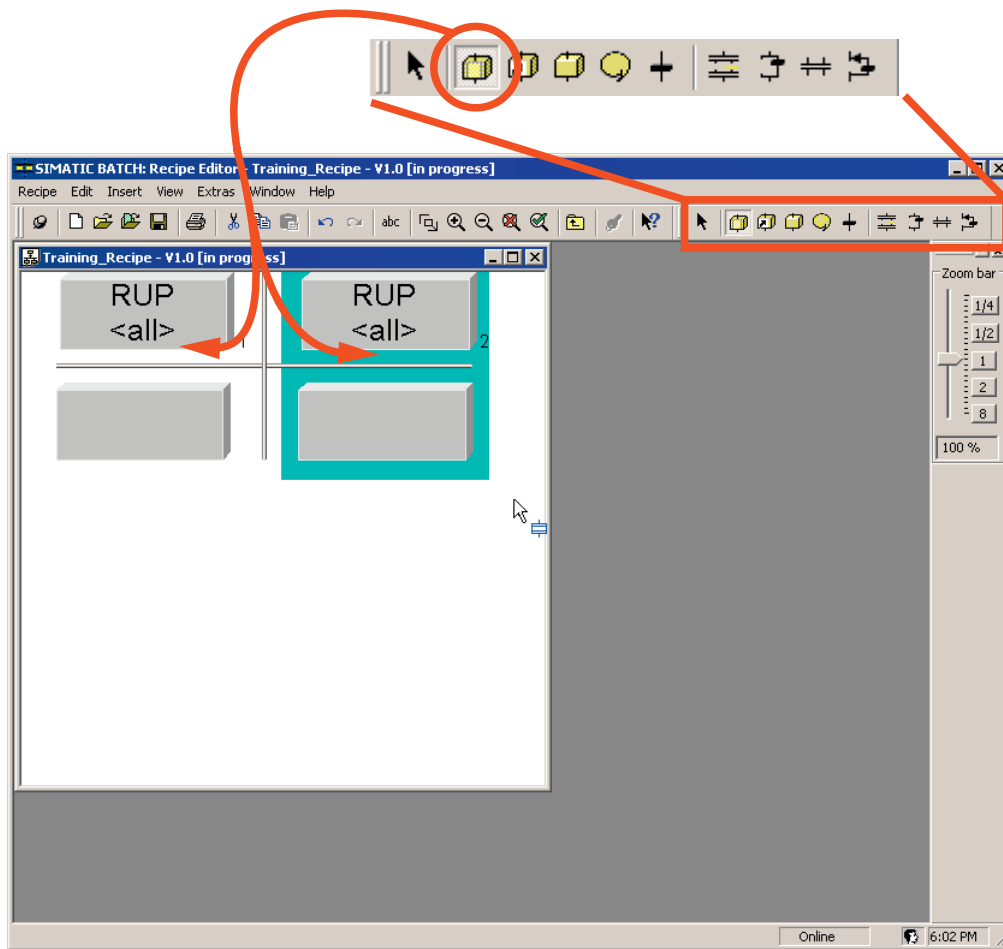 SIMATIC BATCH: Recipe Editor - Training_Recipe - V1.0 [in progress]
Recipe Edit Insert View Extras Window Help
abc
Training_Recipe - V1.0 [in progress]
RUP
<all>
1
RUP
<all>
2
Zoom bar
1/4
1/2
1
2
8
100 %
Online
6:02 PM